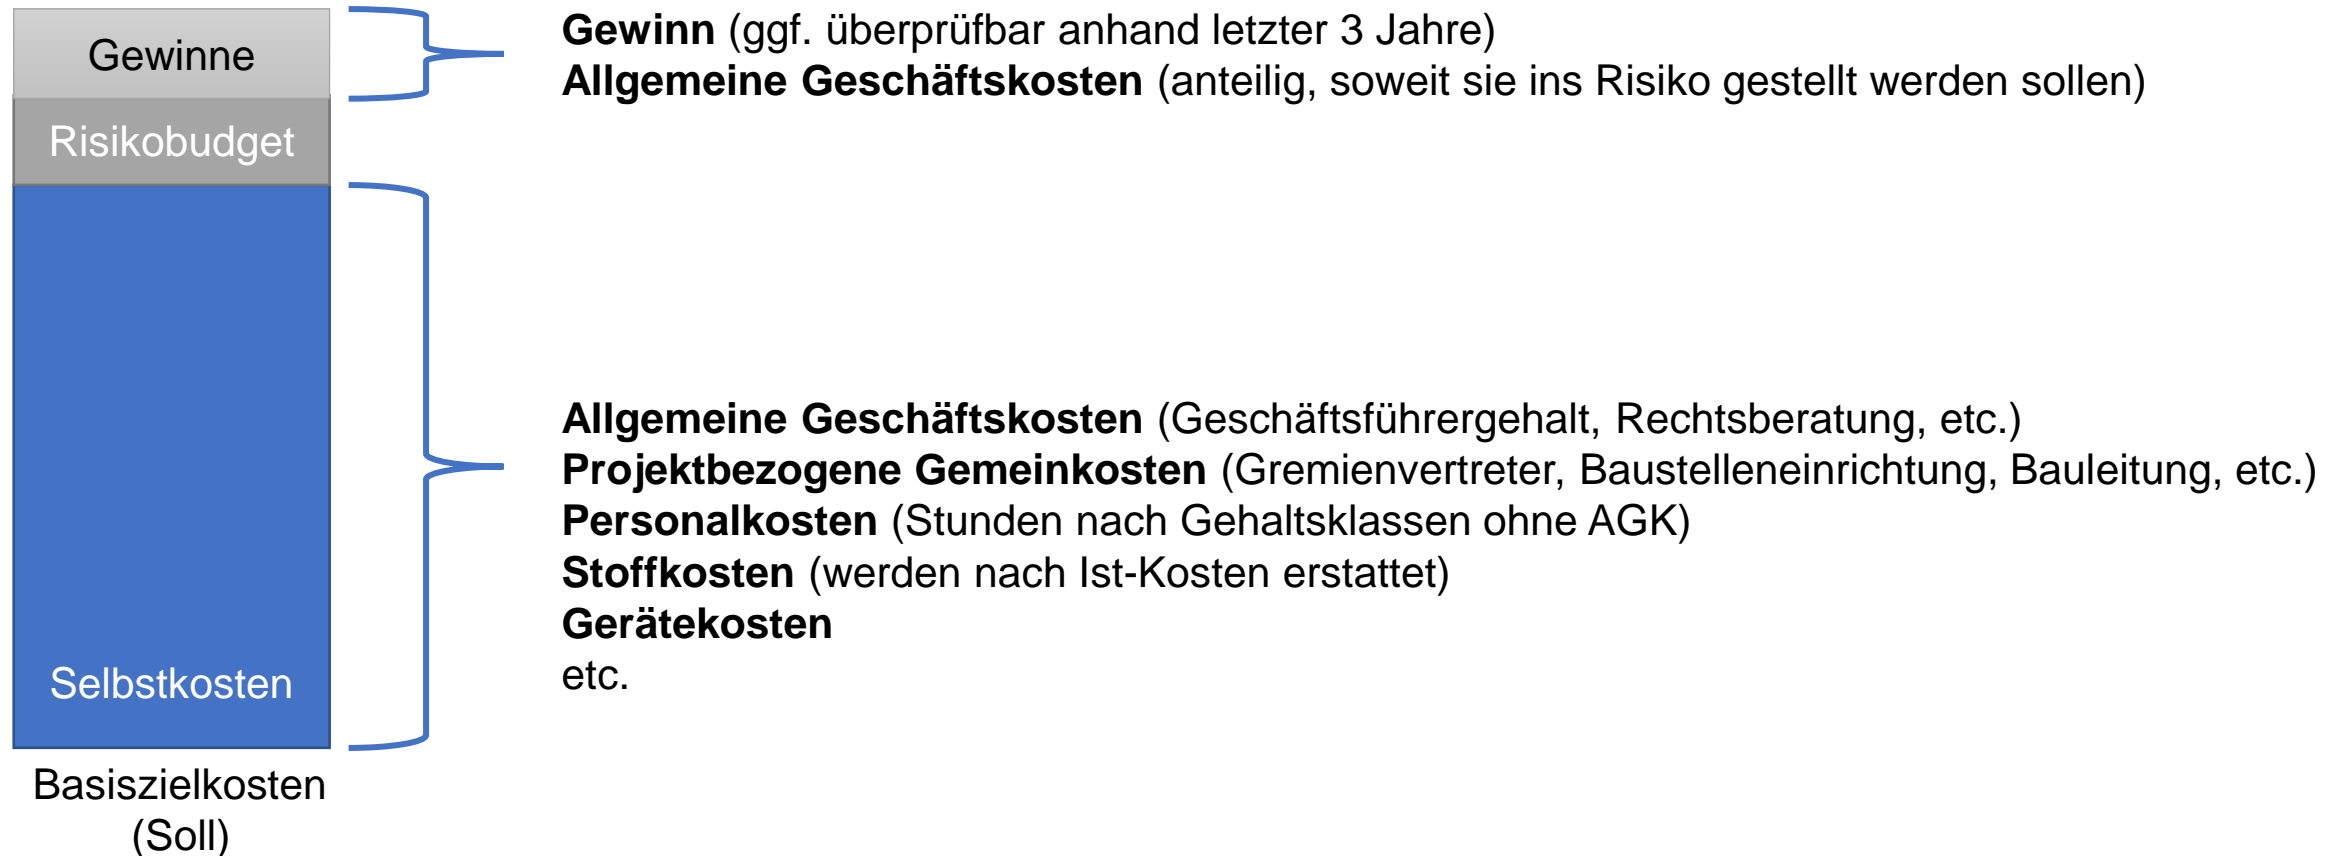 Gewinne
Risikobudget
Selbstkosten
Basiszielkosten
(Soll)
Gewinn (ggf. überprüfbar anhand letzter 3 Jahre)
Allgemeine Geschäftskosten (anteilig, soweit sie ins Risiko gestellt werden sollen)
Allgemeine Geschäftskosten (Geschäftsführergehalt, Rechtsberatung, etc.)
Projektbezogene Gemeinkosten (Gremienvertreter, Baustelleneinrichtung, Bauleitung, etc.)
Personalkosten (Stunden nach Gehaltsklassen ohne AGK)
Stoffkosten (werden nach Ist-Kosten erstattet)
Gerätekosten
etc.